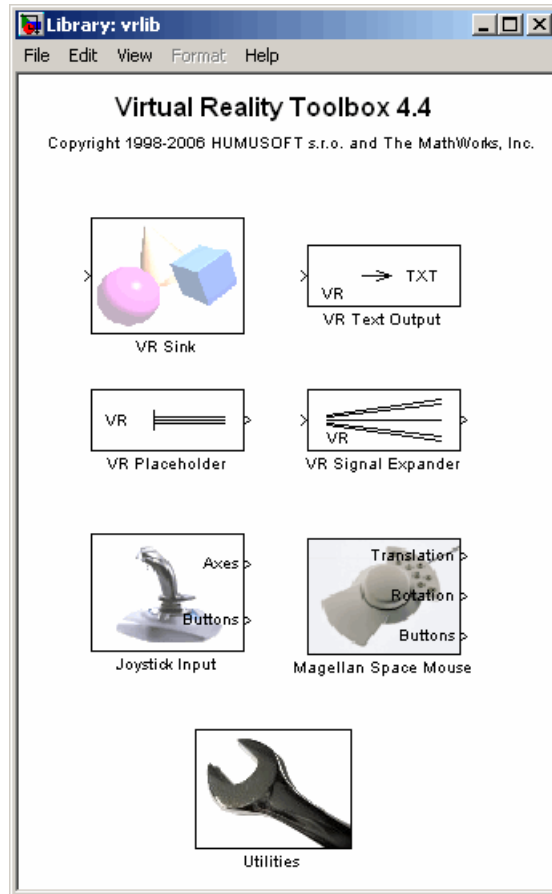 Library: vrlib
File Edit View Format Help
Virtual Reality Toolbox 4.4
Copyright 1998-2006 HUMUSOFT s.r.o. and The MathWorks, Inc.
VR Sink
TXT
VR
VR Text Output
VR
VR Placeholder
VR
VR Signal Expander
Axes
Buttons
Joystick Input
Translation
Rotation
Buttons
Magellan Space Mouse
Utilities